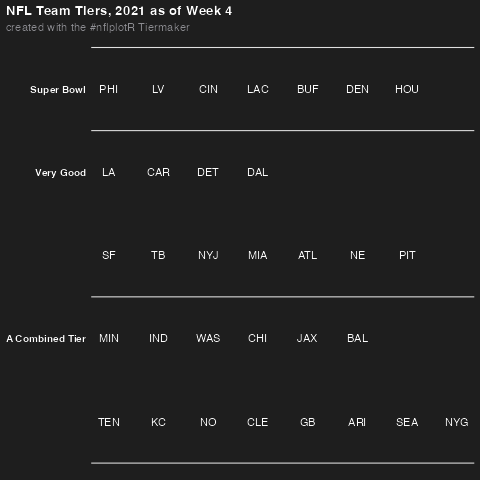 NFL Team Tiers, 2021 as of Week 4
created with the #nflplotR Tiermaker
Super Bowl PHI LV CIN LAC BUF DEN HOU
Very Good LA CAR DET DAL
SF TB NYJ MIA ATL NE PIT
A Combined Tier MIN IND WAS CHI JAX BAL
TEN KC NO CLE GB ARI SEA NYG